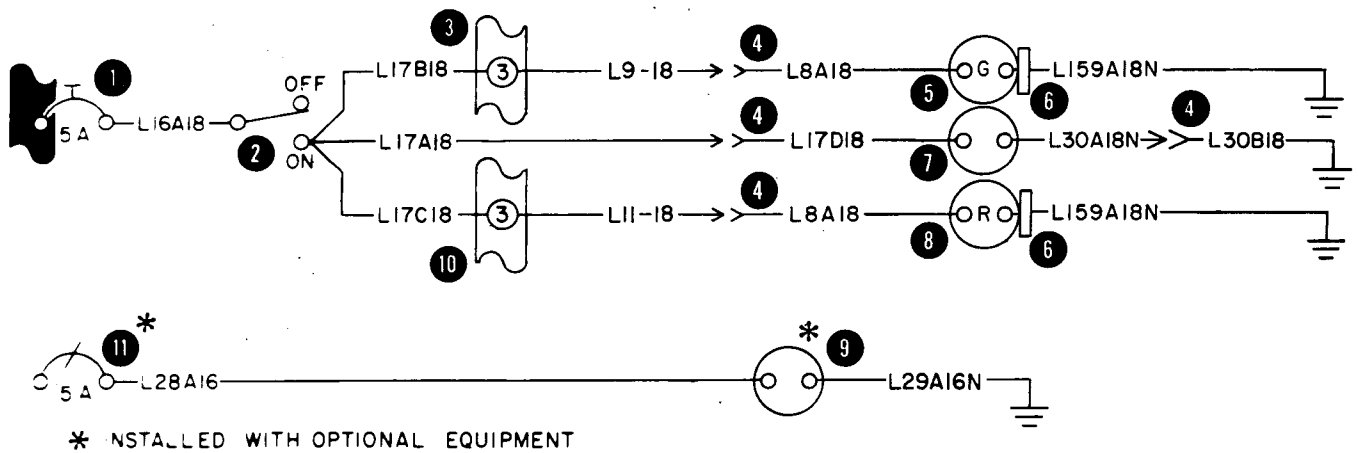 3 4
OFF L17B18 3 L9-18 L8A18 G L159A18N
1 5 6 4
5 A L16A18 4
2 ON L17A18 L17D18 7 L30A18N L30B18
4
L17C18 3 L11-18 L8A18 R L159A18N
10 8 6
* 11 * 9
5 A L28A16 L29A16N
* NSTALLED WITH OPTIONAL EQUIPMENT